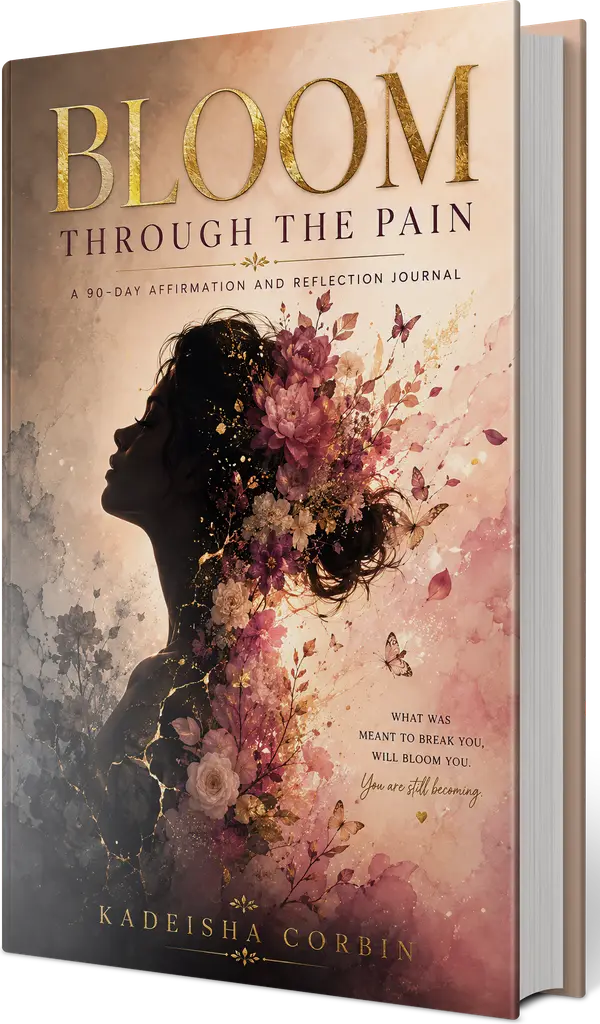 BLOOM
THROUGH THE PAIN
A 90-DAY AFFIRMATION AND REFLECTION JOURNAL
WHAT WAS
MEANT TO BREAK YOU,
WILL BLOOM YOU.
You are still becoming.
KADEISHA CORBIN